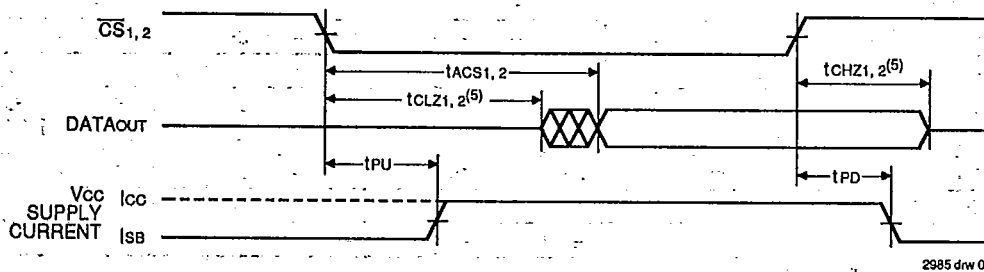 CS1, 2
tACS1, 2
tCHZ1, 2(5)
tCLZ1, 2(5)
DATAOUT
tPU
tPD
VCC ICC
SUPPLY
CURRENT ISB
2985 drw 0